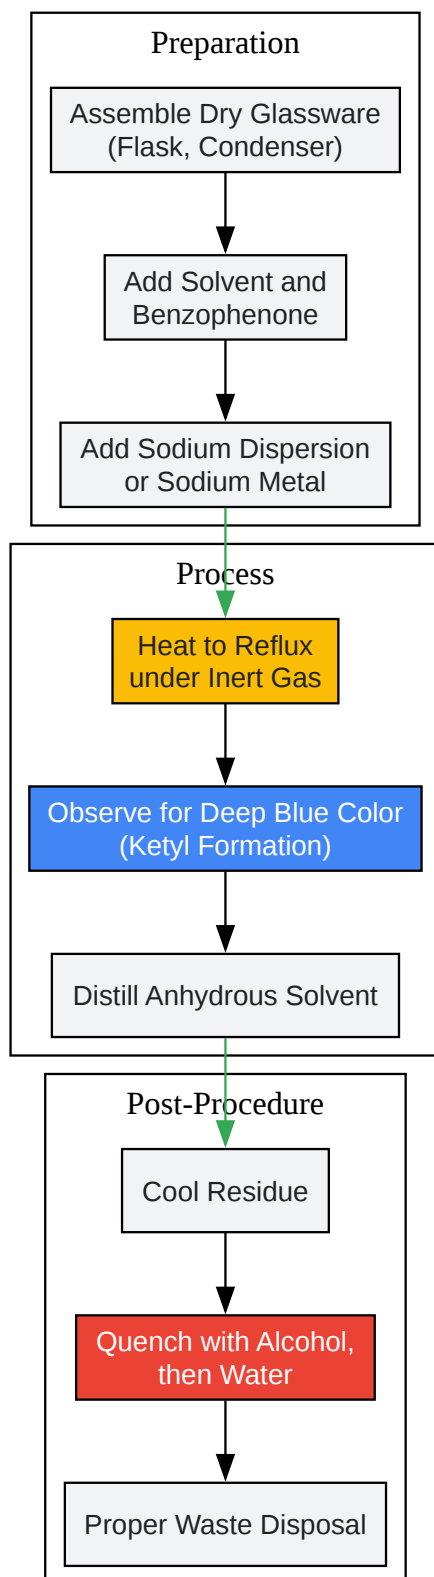 Preparation
Assemble Dry Glassware
(Flask, Condenser)
Add Solvent and
Benzophenone
Add Sodium Dispersion
or Sodium Metal
Process
Heat to Reflux
under Inert Gas
Observe for Deep Blue Color
(Ketyl Formation)
Distill Anhydrous Solvent
Post-Procedure
Cool Residue
Quench with Alcohol,
then Water
Proper Waste Disposal